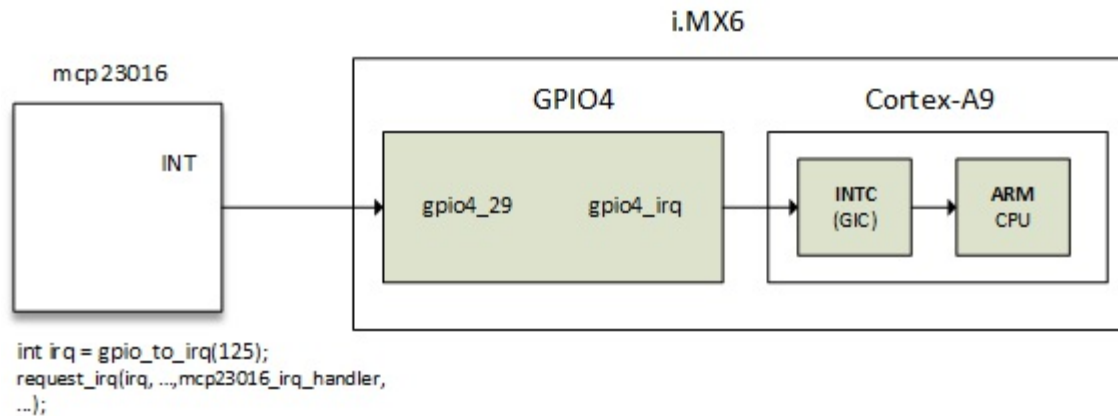 i.MX6
mcp23016
GPIO4
Cortex-A9
INT
gpio4_29
gpio4_irq
INTC
(GIC)
ARM
CPU
int irq = gpio_to_irq(125);
request_irq(irq, ...,mcp23016_irq_handler,
...);